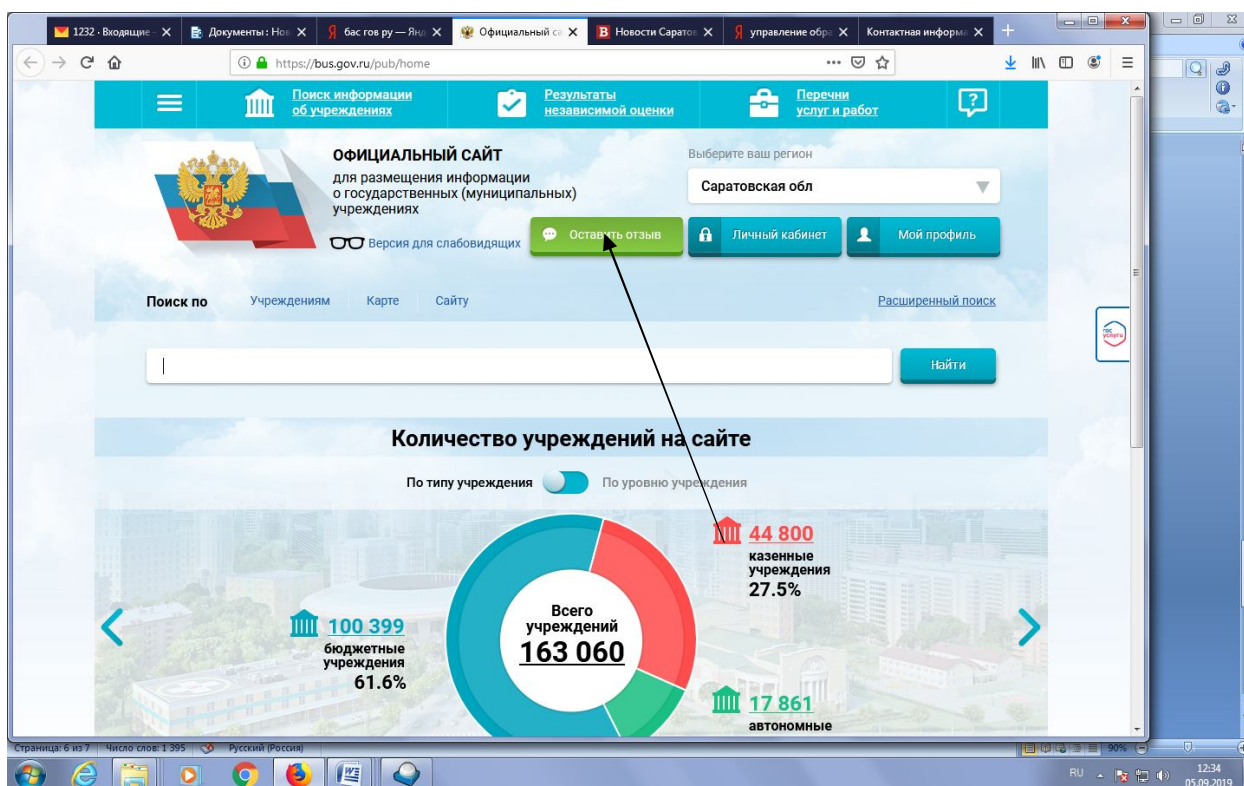 1232 · Входящие -
Документы : Нов
бас гов ру — Янд
Официальный са
Новости Саратов
управление обра
Контактная информа
https://bus.gov.ru/pub/home
Поиск информации
об учреждениях
Результаты
независимой оценки
Перечни
услуг и работ
ОФИЦИАЛЬНЫЙ САЙТ
для размещения информации
о государственных (муниципальных)
учреждениях
Версия для слабовидящих
Выберите ваш регион
Саратовская обл
Оставить отзыв
Личный кабинет
Мой профиль
Поиск по
Учреждениям
Карте
Сайту
Расширенный поиск
гос
услуги
Найти
Количество учреждений на сайте
По типу учреждения
По уровню учреждения
44 800
казенные
учреждения
27.5%
Всего
учреждений
163 060
100 399
бюджетные
учреждения
61.6%
17 861
автономные
Страница: 6 из 7
Число слов: 1 395
Русский (Россия)
90%
RU
12:34
05.09.2019